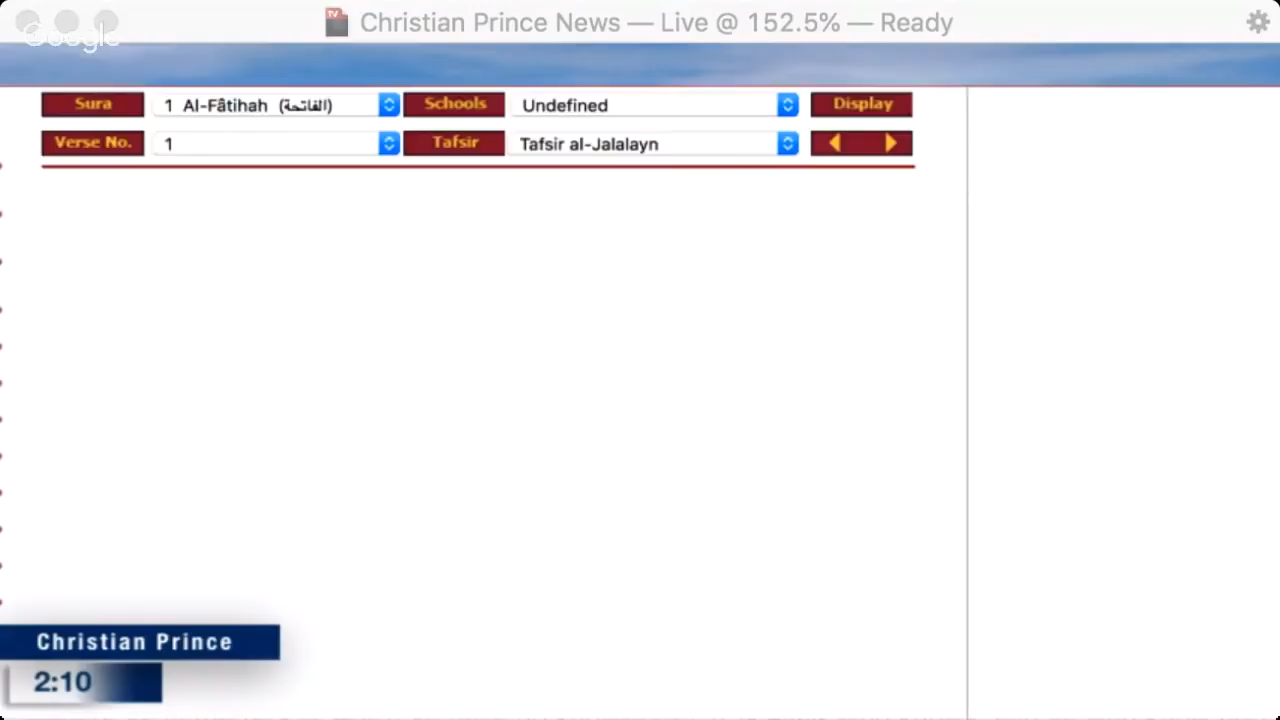 Christian Prince News — Live @ 152.5% — Ready
Google
Sura 1 Al-Fâtihah (الفاتحة) Schools Undefined Display
Verse No. 1 Tafsir Tafsir al-Jalalayn
Christian Prince
2:10